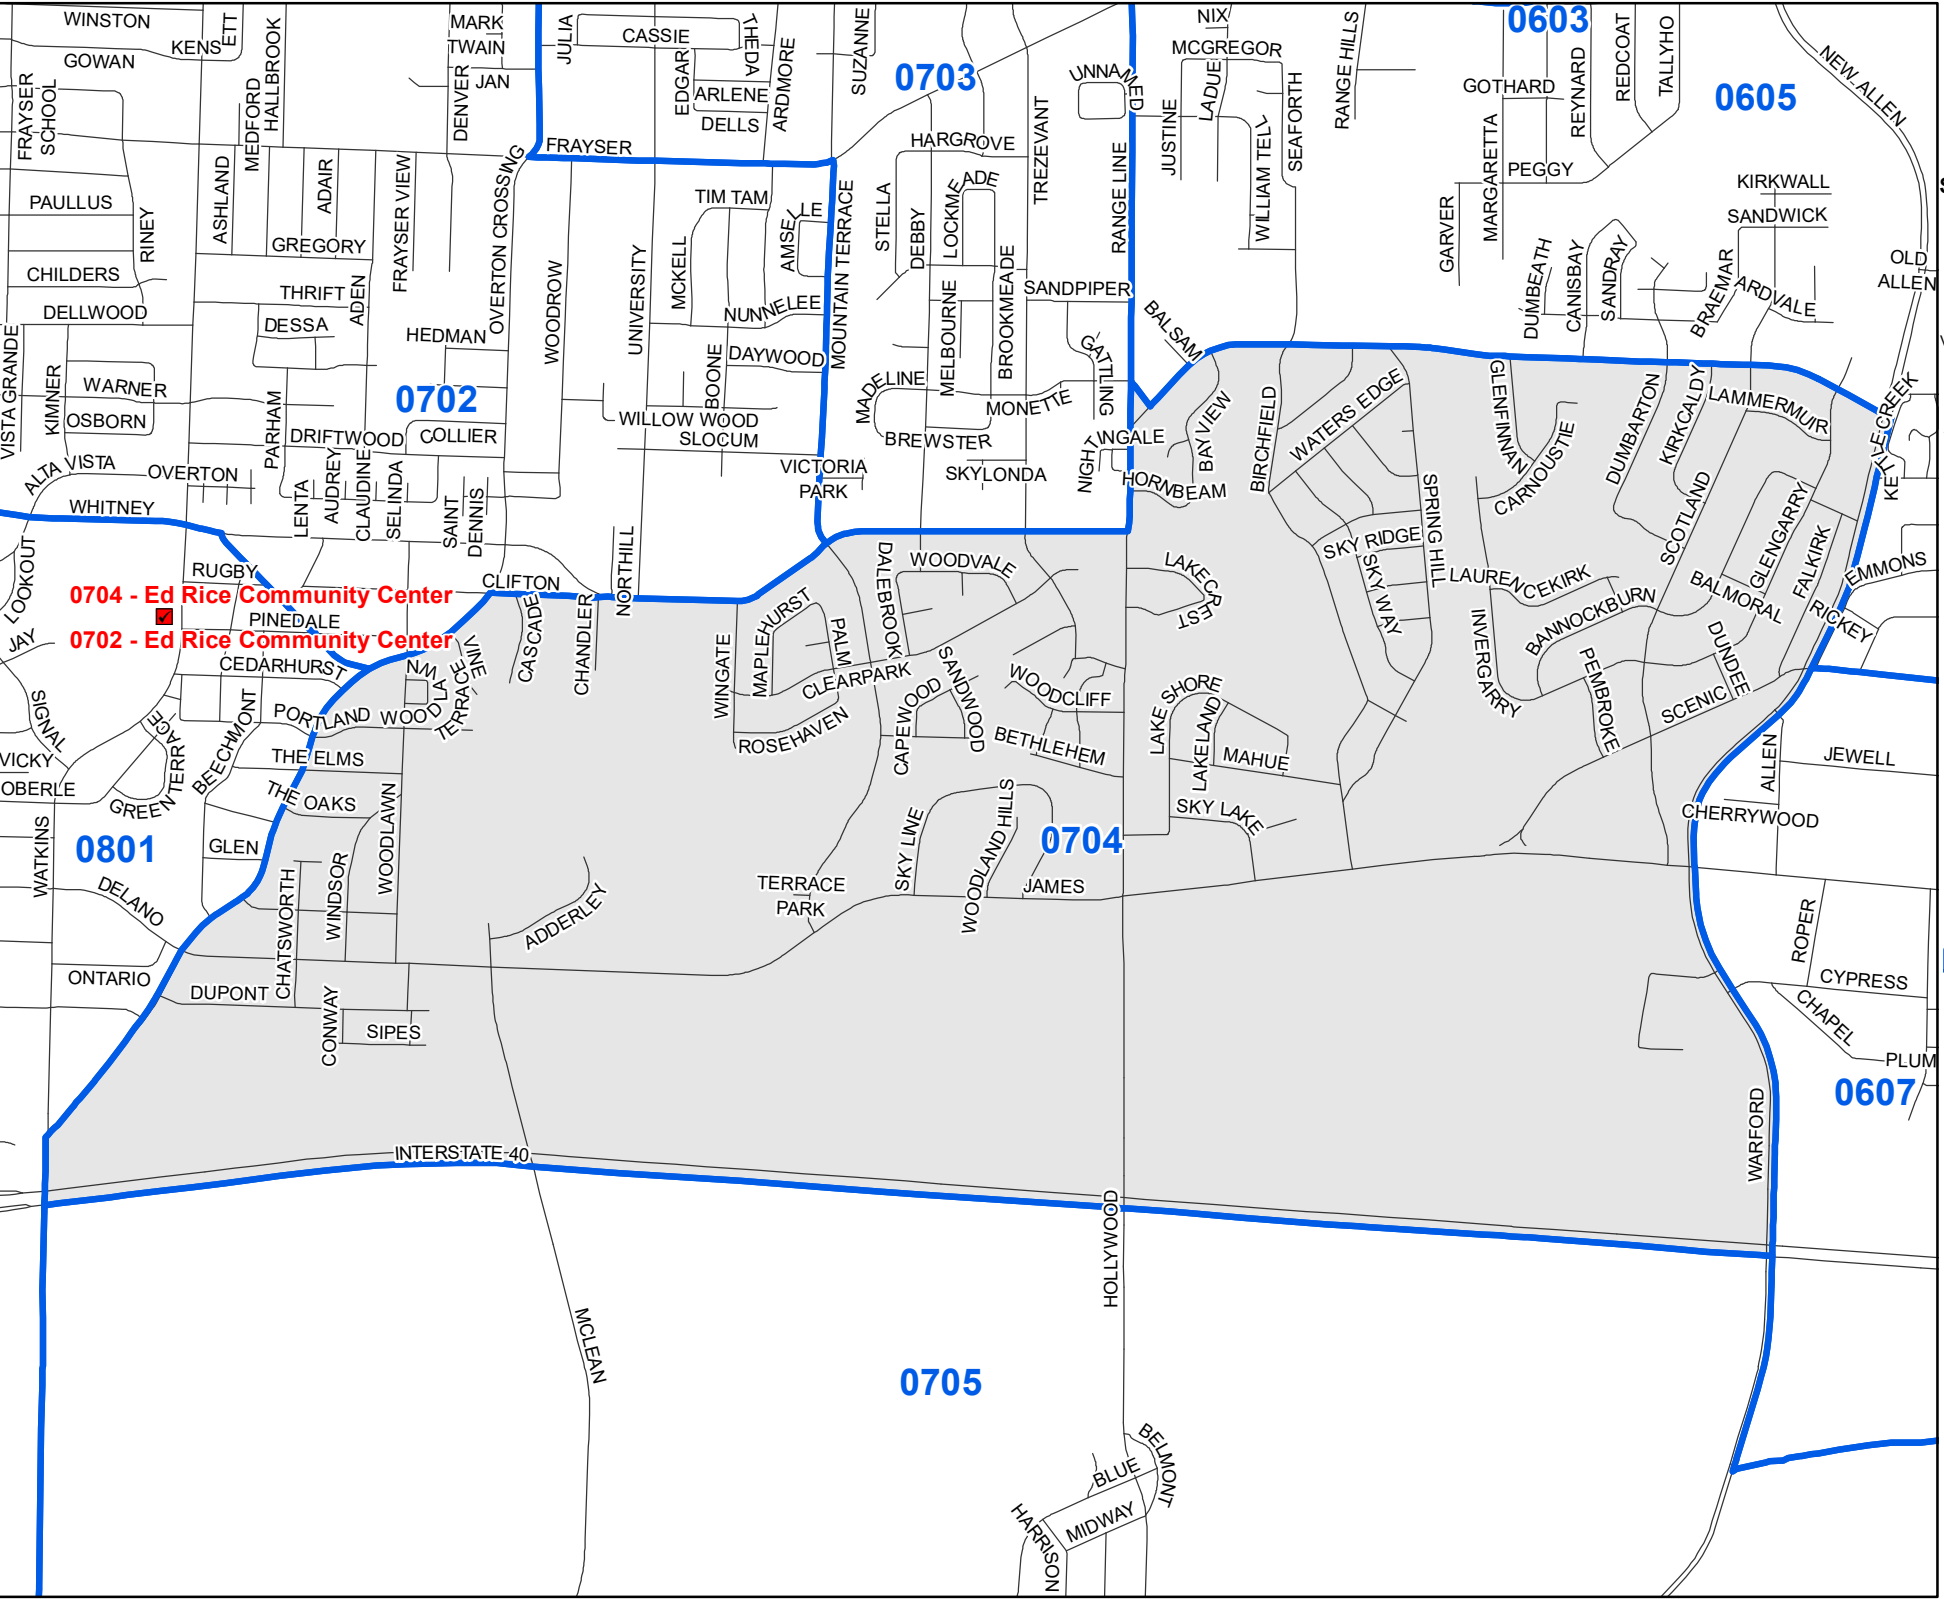 WINSTON
KENSETT
GOWAN
FRAYSER SCHOOL
MEDFORD
HALLBROOK
MARK TWAIN
JAN
DENVER
JULIA
CASSIE
THEDA
EDGAR
ARLENE
DELLS
ARDMORE
SUZANNE
0703
UNNAMED
NIX
MCGREGOR
LADUE
JUSTINE
WILLIAM TELL
SEAFORTH
RANGE HILLS
0603
GOTHARD
REYNARD
REDCOAT
TALLYHO
0605
NEW ALLEN
MARGARETTA
PEGGY
GARVER
KIRKWALL
SANDWICK
OLD ALLEN
PAULLUS
RINEY
CHILDERS
DELLWOOD
ASHLAND
ADAIR
GREGORY
FRAYSER VIEW
THRIFT
ADEN
DESSA
HEDMAN
OVERTON CROSSING
FRAYSER
WOODROW
UNIVERSITY
TIM TAM
MCKELL
AMSEYLE
NUNNELEE
BOONE
DAYWOOD
MOUNTAIN TERRACE
HARGROVE
STELLA
DEBBY
LOCKMEADE
TREZEVANT
RANGE LINE
SANDPIPER
MELBOURNE
BROOKMEADE
GATLING
BALSAM
DUMBEATH
CANISBAY
SANDRAY
BRAEMAR
ARDVALE
VISTA GRANDE
KIMNER
WARNER
OSBORN
PARHAM
0702
DRIFTWOOD
COLLIER
WILLOW WOOD
SLOCUM
MADELINE
MONETTE
BREWSTER
SKYLONDA
NIGHTINGALE
HORNBEAM
VICTORIA PARK
ALTA VISTA
OVERTON
WHITNEY
LENTA
AUDREY
CLAUDINE
SELINDA
SAINT DENNIS
BAY VIEW
BIRCHFIELD
WATERS EDGE
SPRING HILL
GLENFINNAN
CARNOUSTIE
DUMBARTON
KIRKCALDY
LAMMERMUIR
SCOTLAND
GLENGARRY
FALKIRK
KETTLE CREEK
EMMONS
RICKEY
LOOKOUT
JAY
RUGBY
0704 - Ed Rice Community Center
PINEDALE
0702 - Ed Rice Community Center
CEDARHURST
CLIFTON
NORTHILL
CASCADE
CHANDLER
VINE
TERRACE
WOODLAWN
WINGATE
MAPLEHURST
PALM
DALEBROOK
WOODVALE
CLEARPARK
ROSEHAVEN
CAPEWOOD
SANDWOOD
WOODCLIFF
BETHLEHEM
LAKECREST
SKY RIDGE
SKY WAY
LAURENCEKIRK
BANNOCKBURN
BALMORAL
INVERGARRY
PEMBROKE
DUNDEE
SCENIC
SIGNAL
VICKY
OBERLE
GREEN TERRACE
BEECHMONT
PORTLAND
THE ELMS
THE OAKS
WOODLAWN
WATKINS
0801
GLEN
DELANO
ONTARIO
CHATSWORTH
WINDSOR
DUPONT
CONWAY
SIPES
ADDERLEY
TERRACE PARK
SKY LINE
WOODLAND HILLS
0704
JAMES
LAKE SHORE
LAKELAND
MAHUE
SKY LAKE
ALLEN
JEWELL
CHERRYWOOD
ROPER
CYPRESS
CHAPEL
PLUM
0607
WARFORD
INTERSTATE 40
HOLLYWOOD
MCLEAN
0705
BELMONT
BLUE
MIDWAY
HARRISON